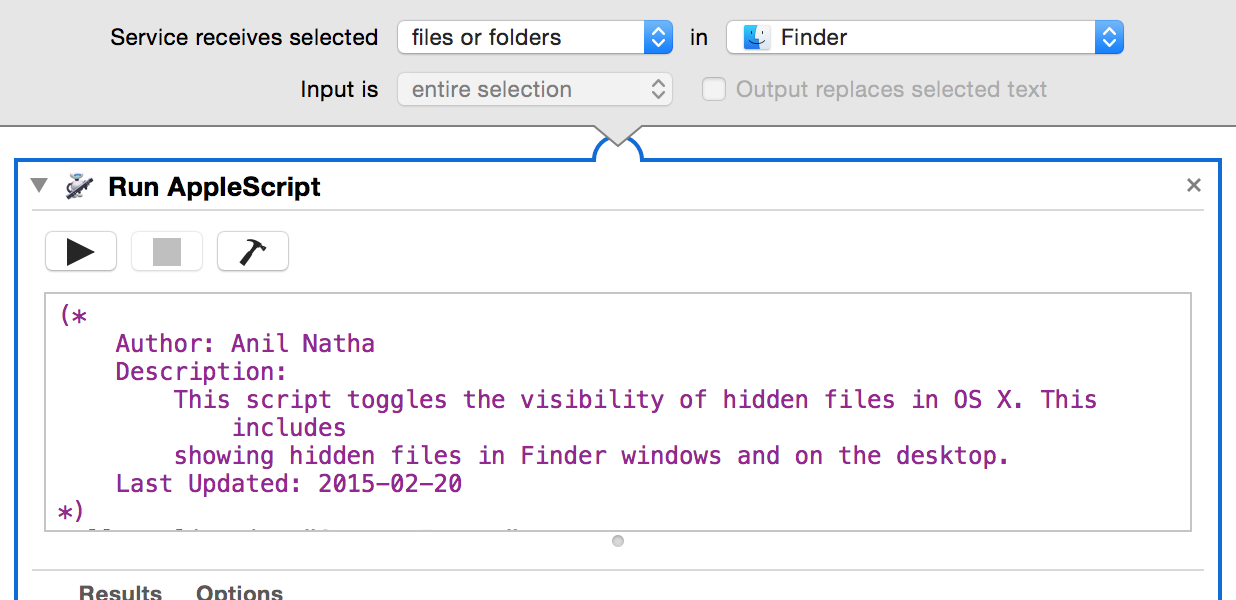 Service receives selected files or folders in Finder
Input is entire selection Output replaces selected text
Run AppleScript
(*
Author: Anil Natha
Description:
This script toggles the visibility of hidden files in OS X. This
includes
showing hidden files in Finder windows and on the desktop.
Last Updated: 2015-02-20
*)
Results Options